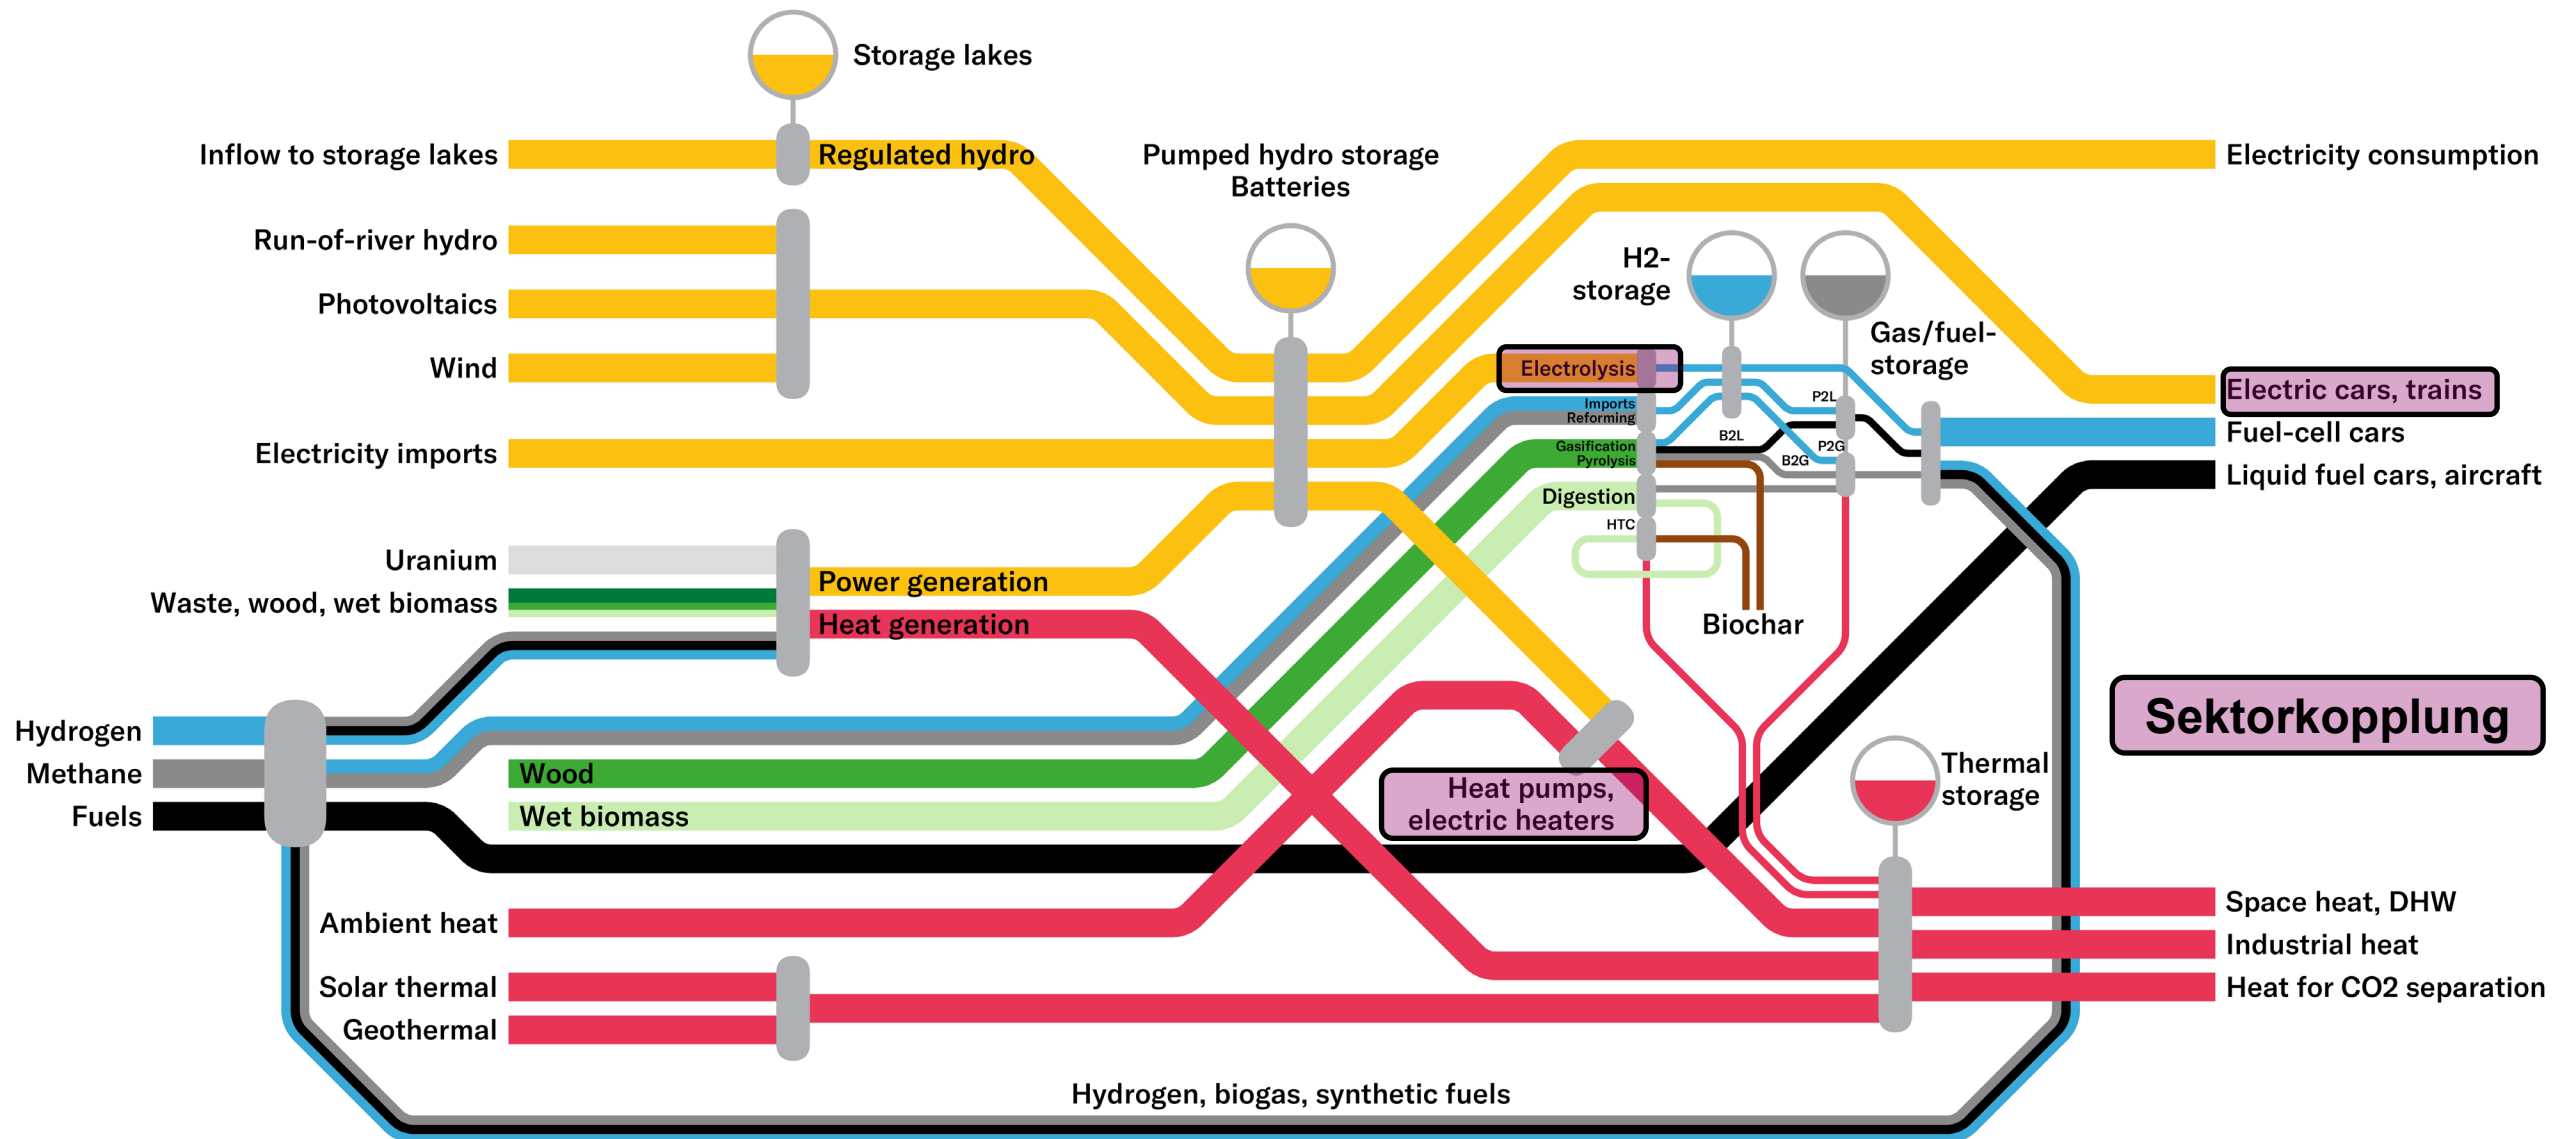 Storage lakes
Inflow to storage lakes
Regulated hydro
Pumped hydro storage
Batteries
Electricity consumption
Run-of-river hydro
Photovoltaics
Wind
H2-
storage
Gas/fuel-
storage
Electrolysis
Imports
Reforming
Gasification
Pyrolysis
Digestion
HTC
P2L
B2L
P2G
B2G
Electric cars, trains
Fuel-cell cars
Liquid fuel cars, aircraft
Electricity imports
Uranium
Waste, wood, wet biomass
Power generation
Heat generation
Biochar
Sektorkopplung
Hydrogen
Methane
Fuels
Wood
Wet biomass
Heat pumps,
electric heaters
Thermal
storage
Ambient heat
Solar thermal
Geothermal
Space heat, DHW
Industrial heat
Heat for CO2 separation
Hydrogen, biogas, synthetic fuels